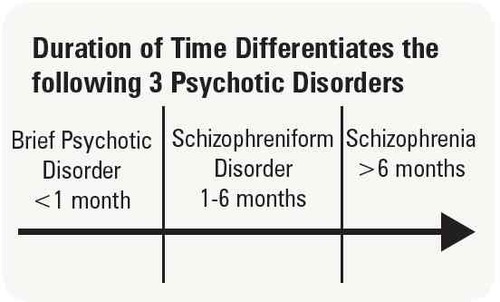 Duration of Time Differentiates the
following 3 Psychotic Disorders
Brief Psychotic
Disorder
<1 month
Schizophreniform
Disorder
1-6 months
Schizophrenia
>6 months